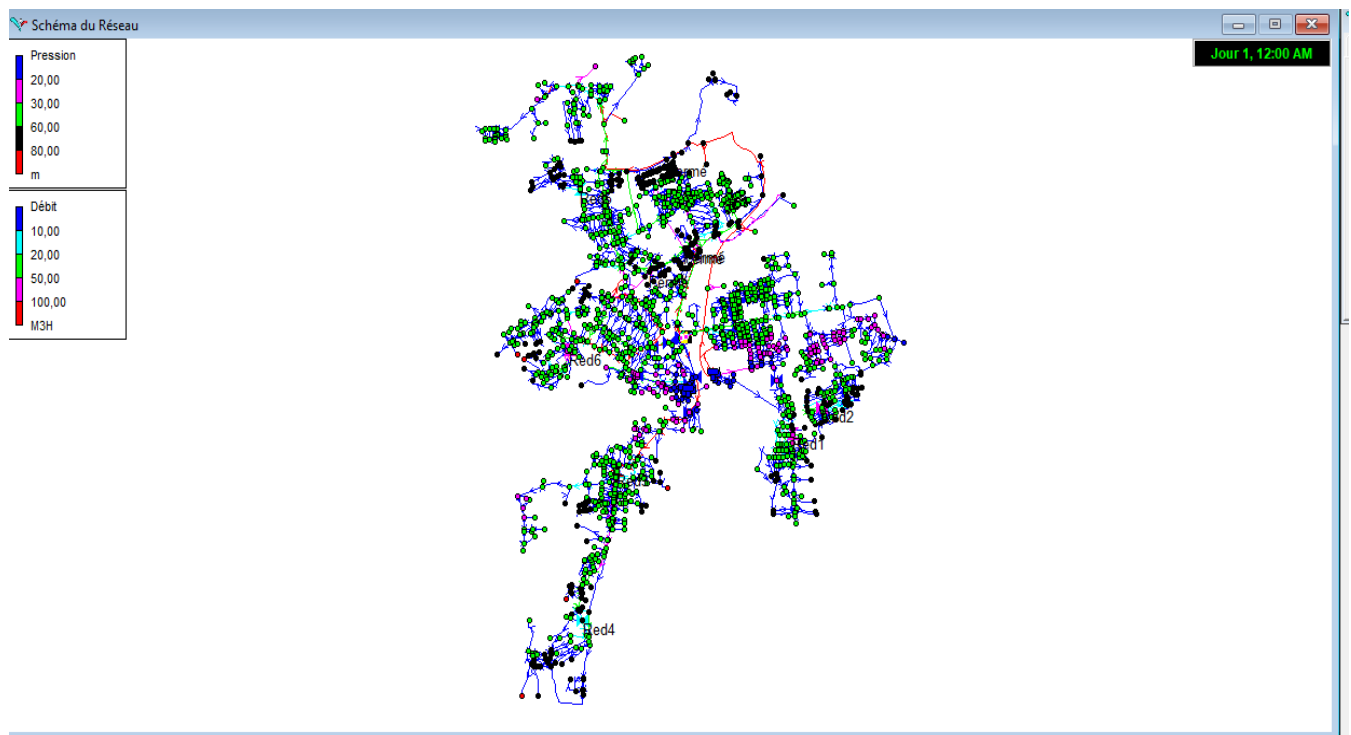 Schéma du Réseau
Jour 1, 12:00 AM
Pression
20,00
30,00
60,00
80,00
m
Débit
10,00
20,00
50,00
100,00
M3H
Red6
Red2
Red1
Red4